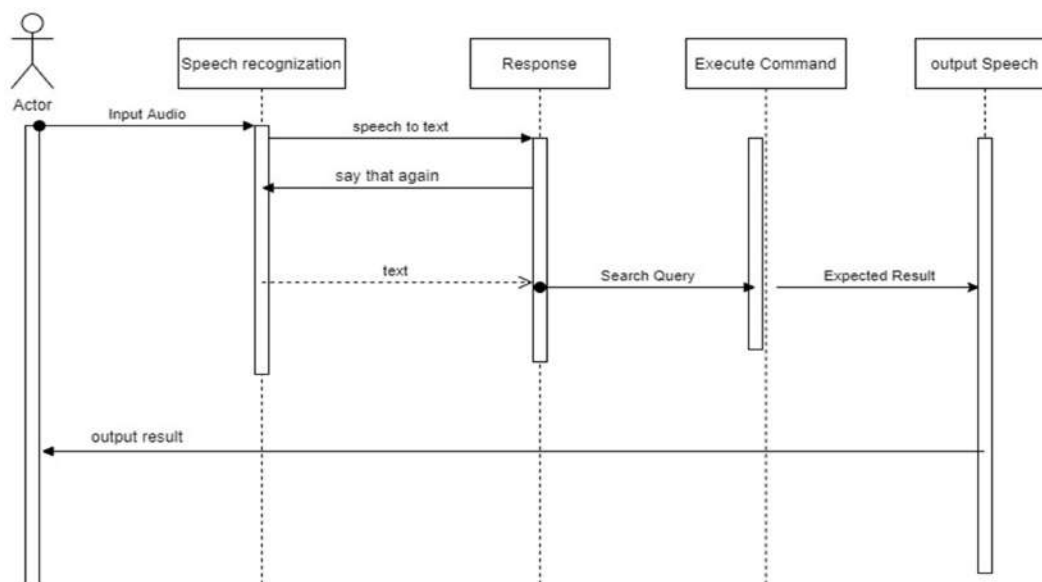 Speech recognization
Response
Execute Command
output Speech
Actor
Input Audio
speech to text
say that again
text
Search Query
Expected Result
output result